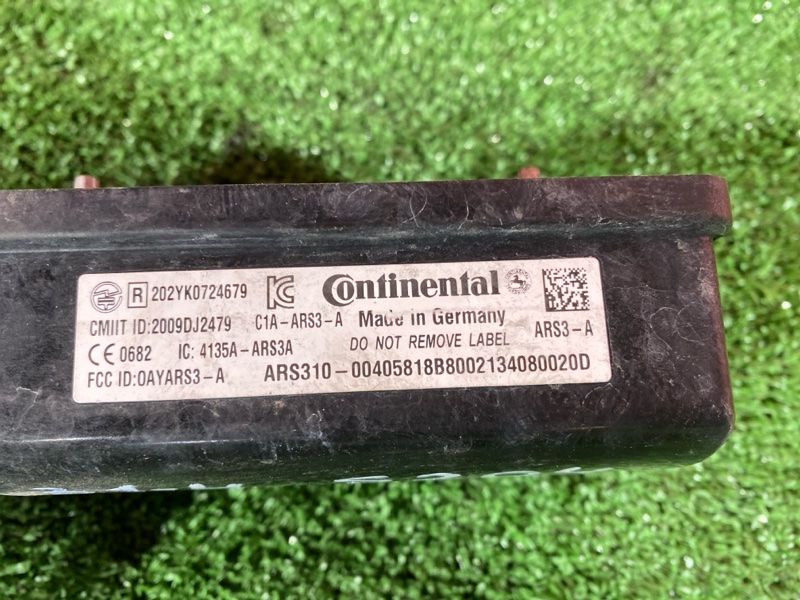 R 202YK0724679 Continental
CMIIT ID:2009DJ2479 C1A-ARS3-A Made in Germany ARS3-A
CE 0682 IC: 4135A-ARS3A DO NOT REMOVE LABEL
FCC ID:OAYARS3-A ARS310-00405818B8002134080020D